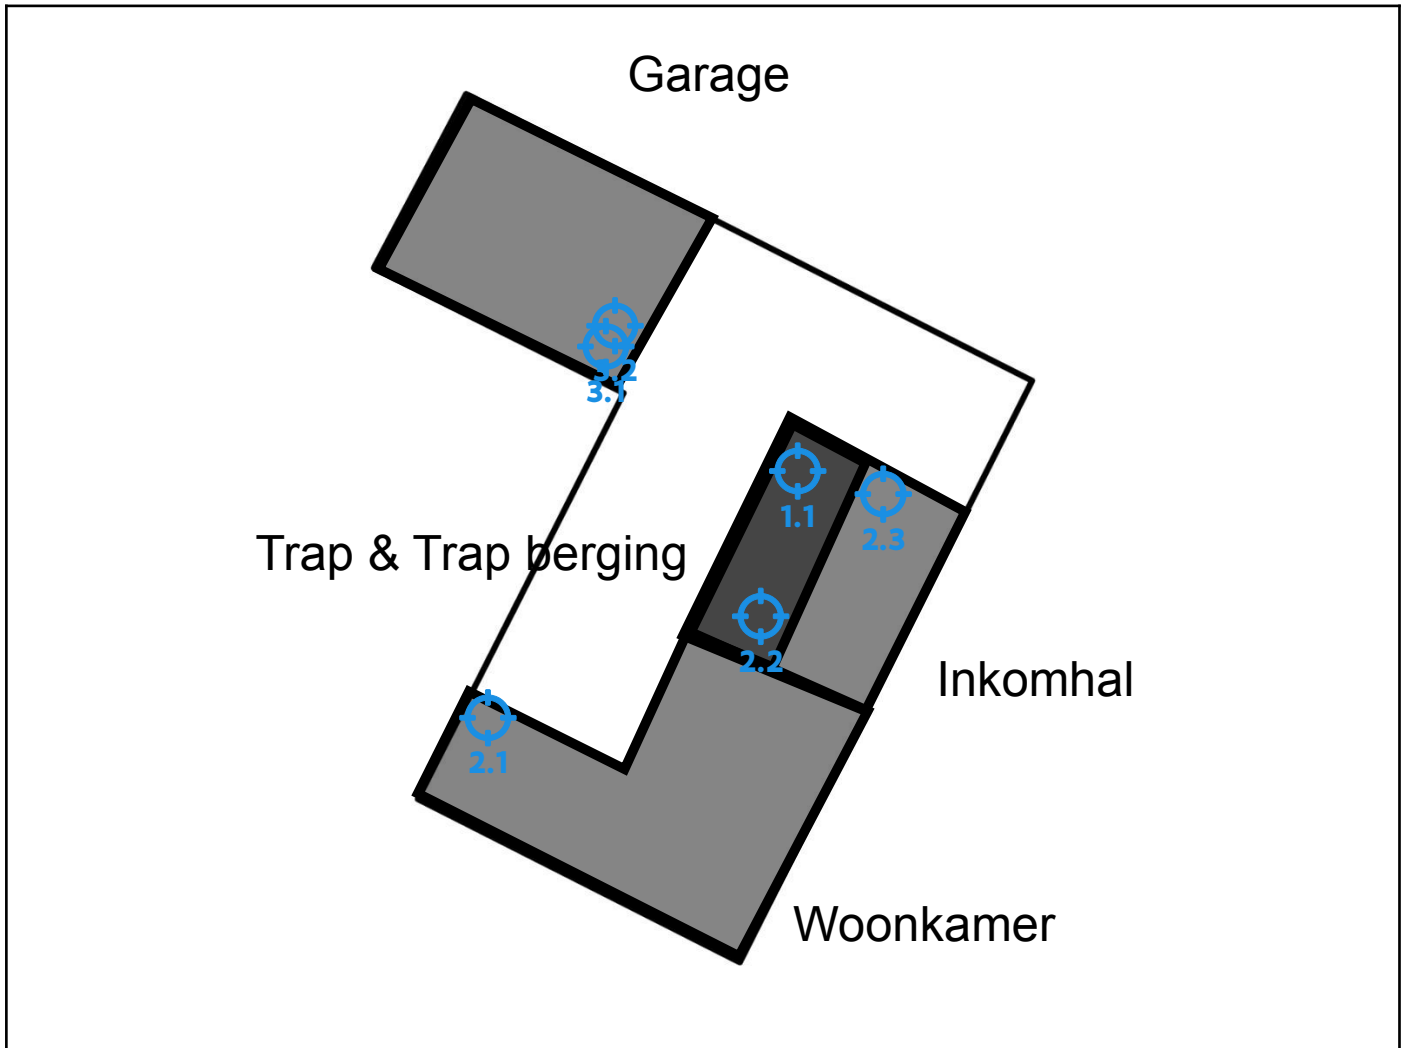 Garage
3.2
3.1
1.1
2.3
Trap & Trap berging
2.2
Inkomhal
2.1
Woonkamer